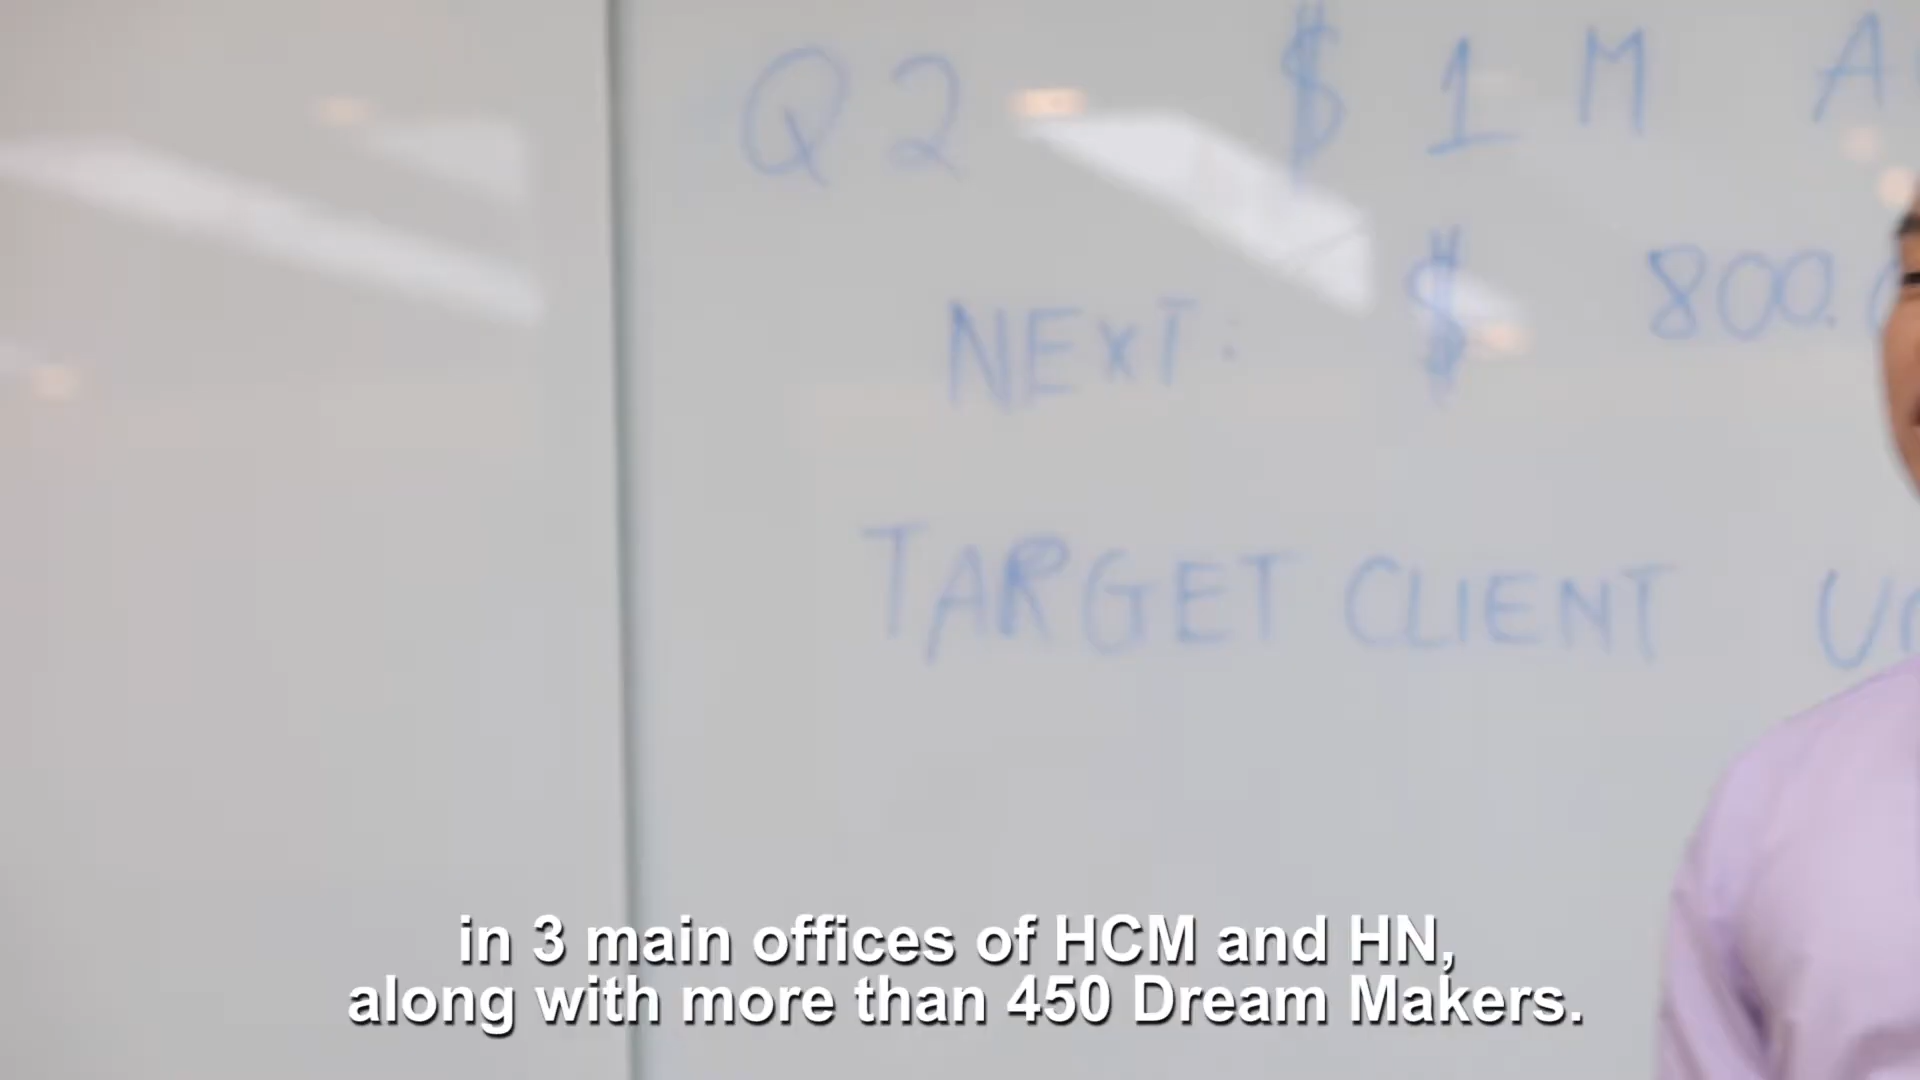 Q2 $ 1 M
NEXT: $ 800.
TARGET CLIENT
in 3 main offices of HCM and HN,
along with more than 450 Dream Makers.